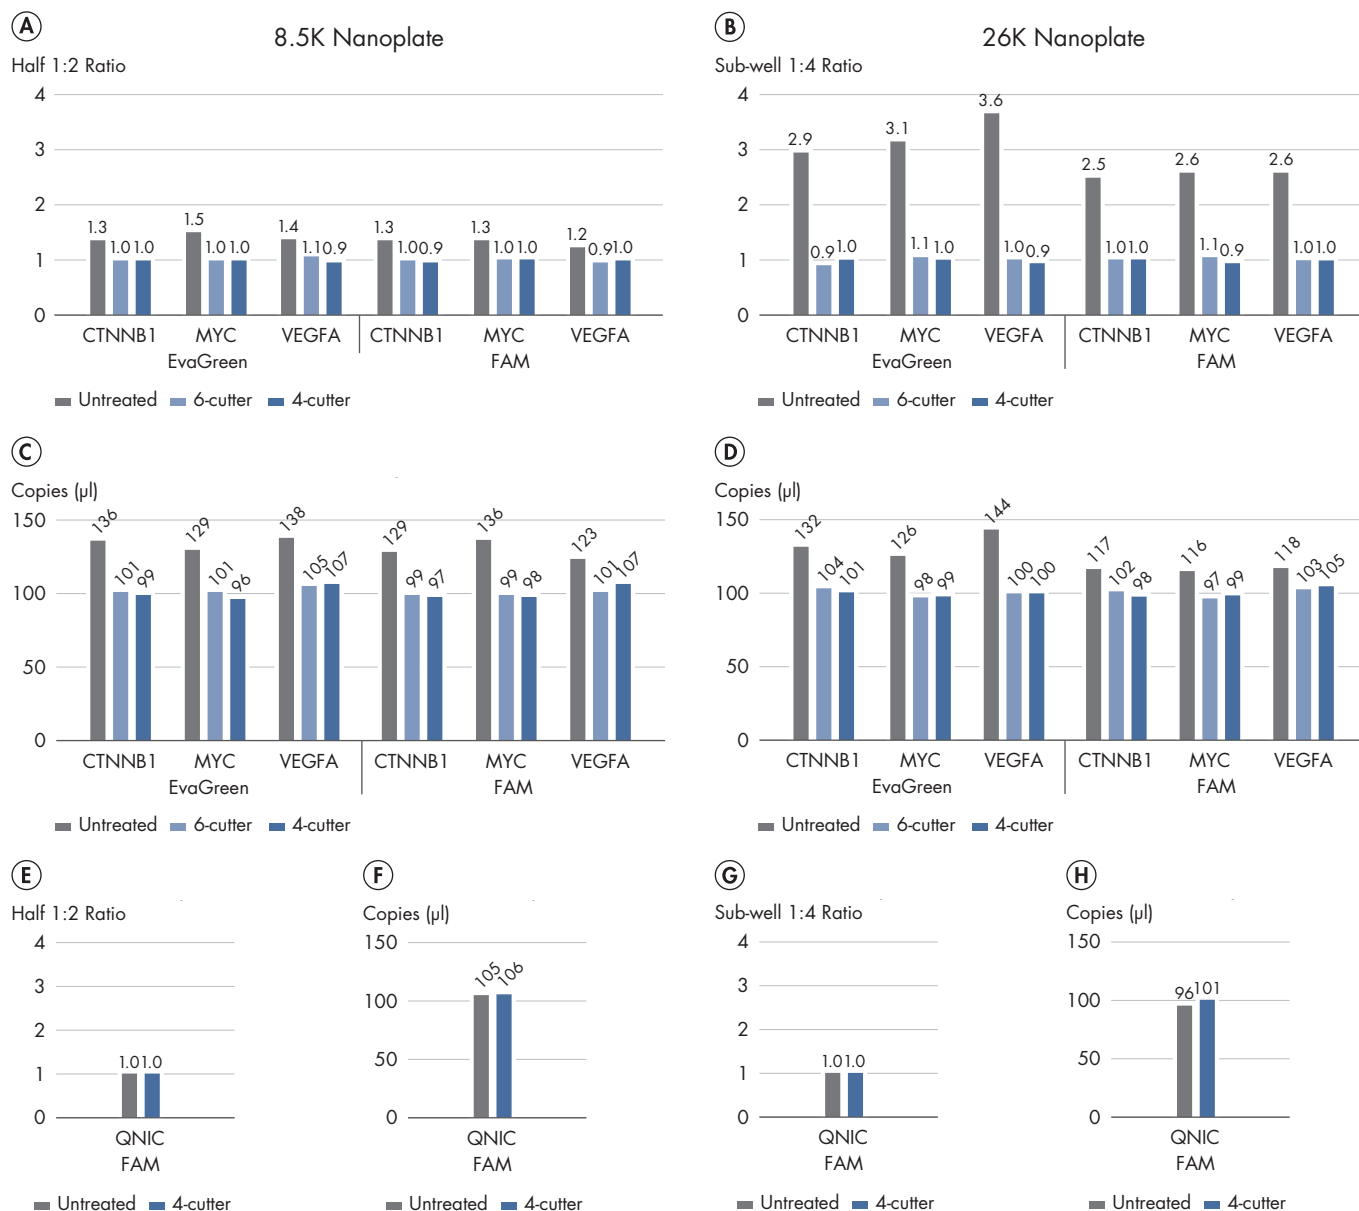 A
8.5K Nanoplate
Half 1:2 Ratio
4
3
2
1
0
1.3 1.0 1.0 1.5 1.0 1.0 1.4 1.1 0.9 1.3 1.0 0.9 1.3 1.0 1.0 1.2 0.9 1.0
CTNNB1 MYC VEGFA CTNNB1 MYC VEGFA
EvaGreen FAM
Untreated 6-cutter 4-cutter
B
26K Nanoplate
Sub-well 1:4 Ratio
4
3
2
1
0
2.9 0.9 1.0 3.1 1.1 1.0 3.6 1.0 0.9 2.5 1.0 1.0 2.6 1.1 0.9 2.6 1.0 1.0
CTNNB1 MYC VEGFA CTNNB1 MYC VEGFA
EvaGreen FAM
Untreated 6-cutter 4-cutter
C
Copies (µl)
150
100
50
0
136 101 99 129 101 96 138 105 107 129 99 97 136 99 98 123 101 107
CTNNB1 MYC VEGFA CTNNB1 MYC VEGFA
EvaGreen FAM
Untreated 6-cutter 4-cutter
D
Copies (µl)
150
100
50
0
132 104 101 126 98 99 144 100 100 117 102 98 116 97 99 118 103 105
CTNNB1 MYC VEGFA CTNNB1 MYC VEGFA
EvaGreen FAM
Untreated 6-cutter 4-cutter
E
Half 1:2 Ratio
4
3
2
1
0
1.0 1.0
QNIC
FAM
Untreated 4-cutter
F
Copies (µl)
150
100
50
0
105 106
QNIC
FAM
Untreated 4-cutter
G
Sub-well 1:4 Ratio
4
3
2
1
0
1.0 1.0
QNIC
FAM
Untreated 4-cutter
H
Copies (µl)
150
100
50
0
96 101
QNIC
FAM
Untreated 4-cutter